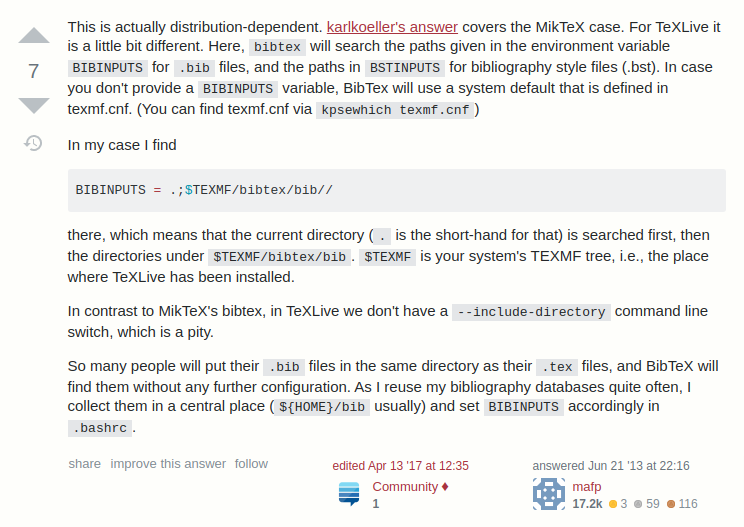 This is actually distribution-dependent. karlkoeller's answer covers the MikTeX case. For TeXLive it
is a little bit different. Here, bibtex will search the paths given in the environment variable
7
BIBINPUTS for .bib files, and the paths in BSTINPUTS for bibliography style files (.bst). In case
you don't provide a BIBINPUTS variable, BibTex will use a system default that is defined in
texmf.cnf. (You can find texmf.cnf via kpsewhich texmf.cnf)
In my case I find
BIBINPUTS = .;$TEXMF/bibtex/bib//
there, which means that the current directory (. is the short-hand for that) is searched first, then
the directories under $TEXMF/bibtex/bib. $TEXMF is your system's TEXMF tree, i.e., the place
where TeXLive has been installed.
In contrast to MikTeX's bibtex, in TeXLive we don't have a --include-directory command line
switch, which is a pity.
So many people will put their .bib files in the same directory as their .tex files, and BibTeX will
find them without any further configuration. As I reuse my bibliography databases quite often, I
collect them in a central place (${HOME}/bib usually) and set BIBINPUTS accordingly in
.bashrc.
share improve this answer follow
edited Apr 13 '17 at 12:35
Community ♦
1
answered Jun 21 '13 at 22:16
mafp
17.2k ●3 ●59 ●116